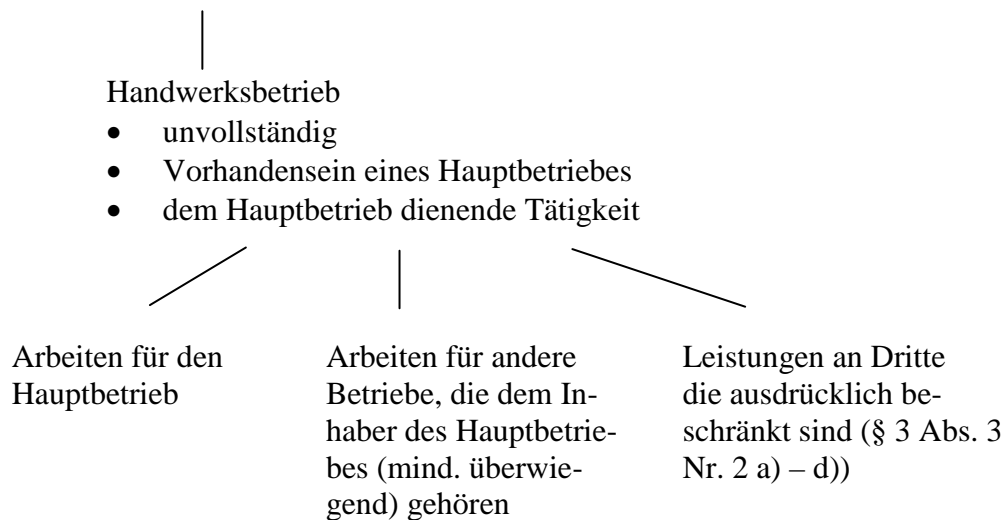 Handwerksbetrieb
• unvollständig
• Vorhandensein eines Hauptbetriebes
• dem Hauptbetrieb dienende Tätigkeit
Arbeiten für den
Hauptbetrieb
Arbeiten für andere
Betriebe, die dem In-
haber des Hauptbetrie-
bes (mind. überwie-
gend) gehören
Leistungen an Dritte
die ausdrücklich be-
schränkt sind (§ 3 Abs. 3
Nr. 2 a) – d))